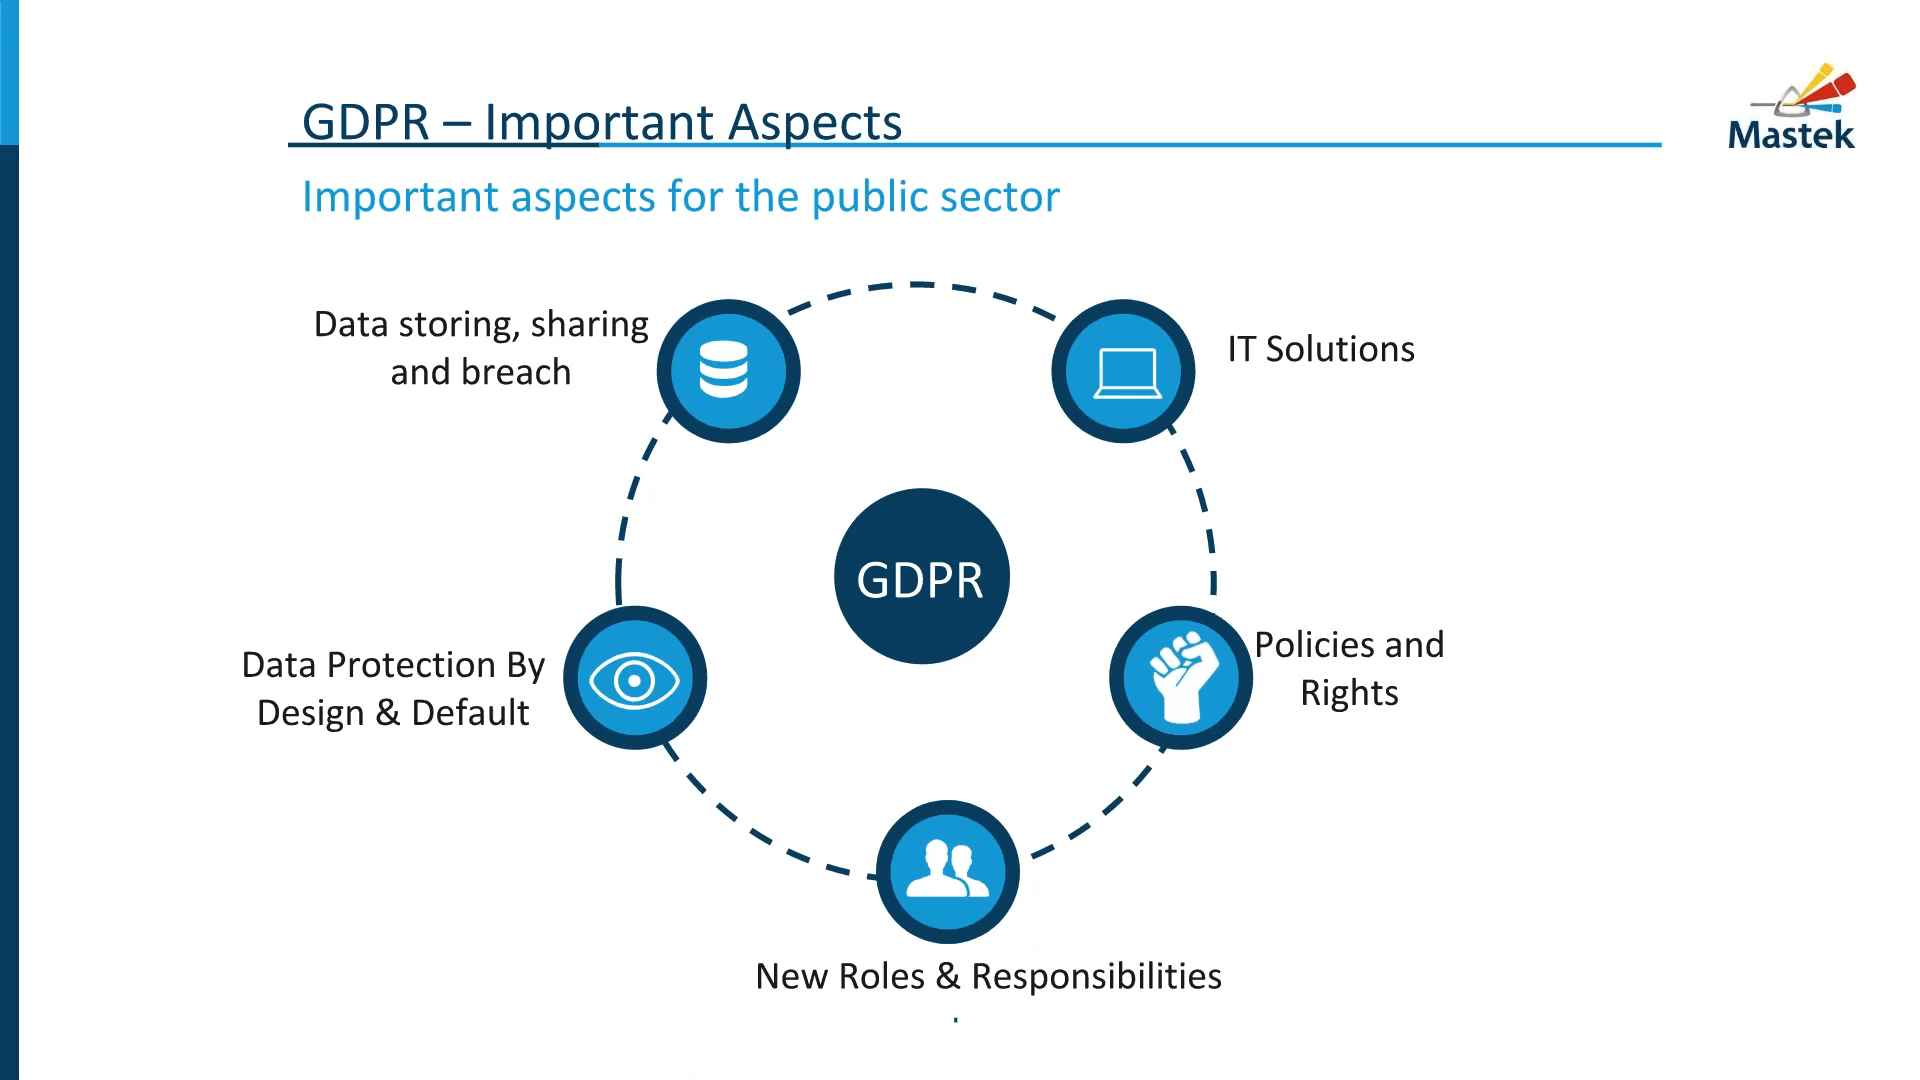 GDPR – Important Aspects
Mastek
Important aspects for the public sector
Data storing, sharing
and breach
IT Solutions
GDPR
Policies and
Rights
Data Protection By
Design & Default
New Roles & Responsibilities